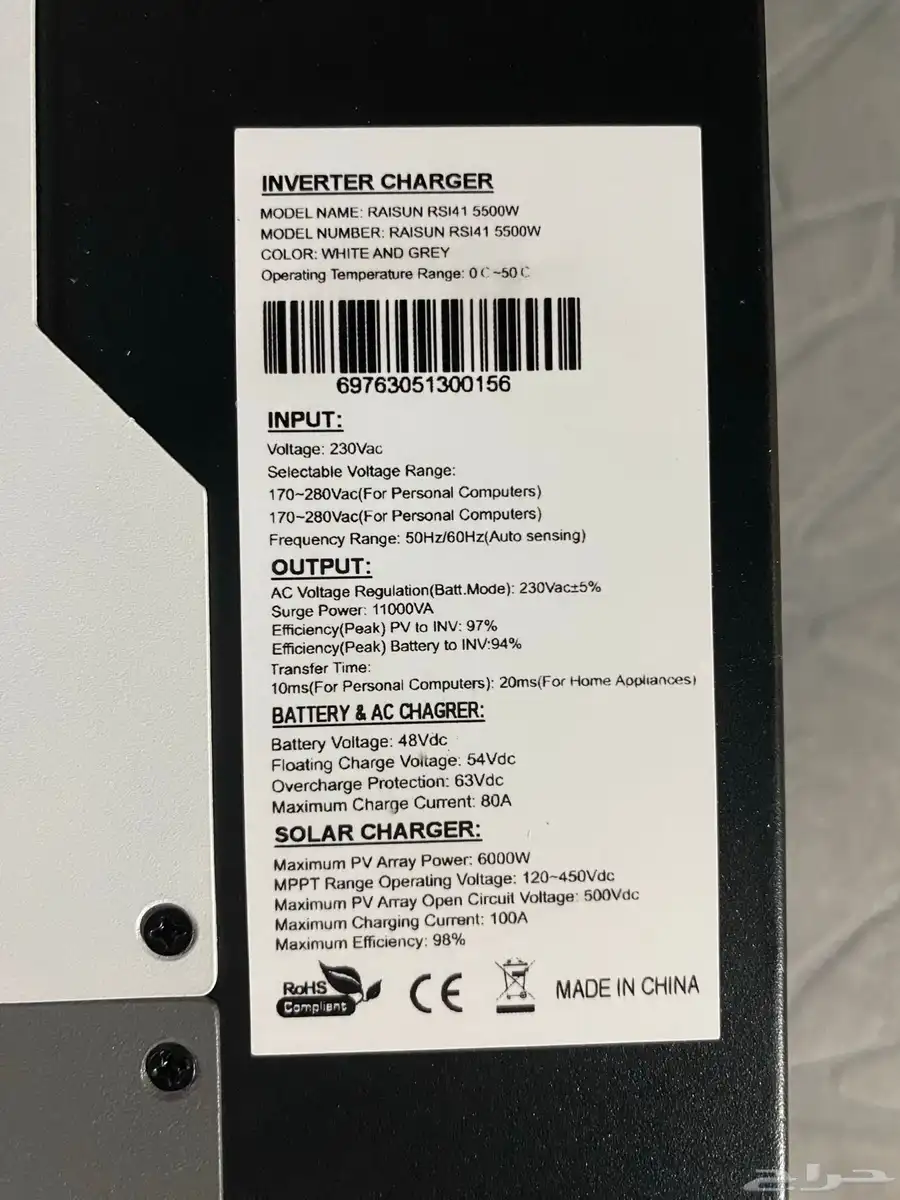 INVERTER CHARGER
MODEL NAME: RAISUN RSI41 5500W
MODEL NUMBER: RAISUN RSI41 5500W
COLOR: WHITE AND GREY
Operating Temperature Range: 0℃~50℃
69763051300156
INPUT:
Voltage: 230Vac
Selectable Voltage Range:
170~280Vac(For Personal Computers)
170~280Vac(For Personal Computers)
Frequency Range: 50Hz/60Hz(Auto sensing)
OUTPUT:
AC Voltage Regulation(Batt.Mode): 230Vac±5%
Surge Power: 11000VA
Efficiency(Peak) PV to INV: 97%
Efficiency(Peak) Battery to INV:94%
Transfer Time:
10ms(For Personal Computers): 20ms(For Home Appliances)
BATTERY & AC CHAGRER:
Battery Voltage: 48Vdc
Floating Charge Voltage: 54Vdc
Overcharge Protection: 63Vdc
Maximum Charge Current: 80A
SOLAR CHARGER:
Maximum PV Array Power: 6000W
MPPT Range Operating Voltage: 120~450Vdc
Maximum PV Array Open Circuit Voltage: 500Vdc
Maximum Charging Current: 100A
Maximum Efficiency: 98%
RoHS
Compliant
CE
MADE IN CHINA
حراج